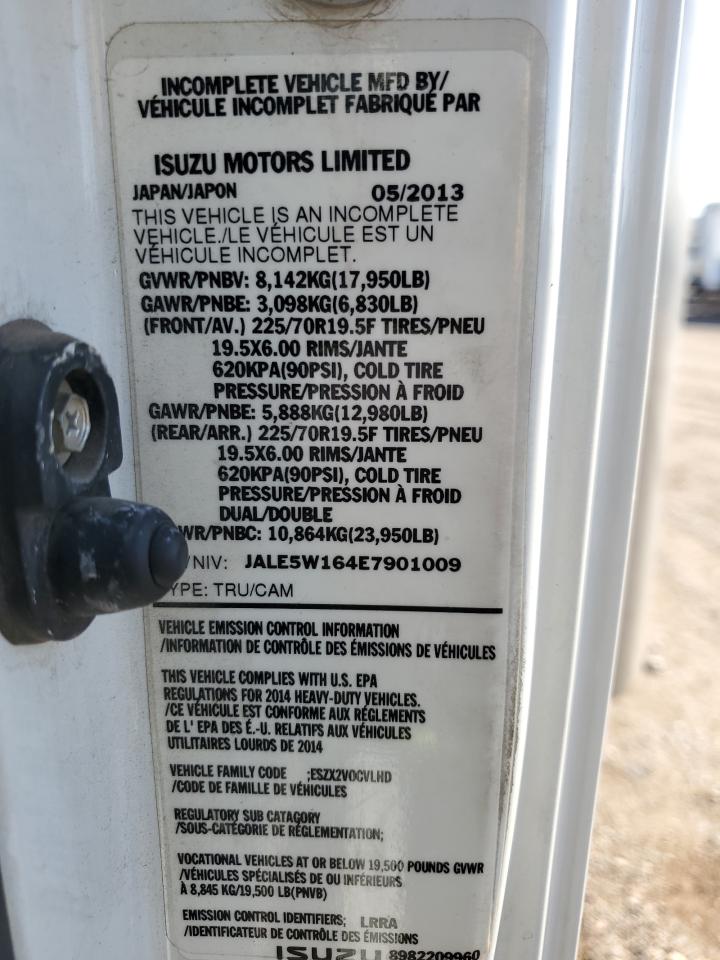 INCOMPLETE VEHICLE MFD BY/
VÉHICULE INCOMPLET FABRIQUÉ PAR
ISUZU MOTORS LIMITED
JAPAN/JAPON 05/2013
THIS VEHICLE IS AN INCOMPLETE
VEHICLE./LE VÉHICULE EST UN
VÉHICULE INCOMPLET.
GVWR/PNBV: 8,142KG(17,950LB)
GAWR/PNBE: 3,098KG(6,830LB)
(FRONT/AV.) 225/70R19.5F TIRES/PNEU
19.5X6.00 RIMS/JANTE
620KPA(90PSI), COLD TIRE
PRESSURE/PRESSION À FROID
GAWR/PNBE: 5,888KG(12,980LB)
(REAR/ARR.) 225/70R19.5F TIRES/PNEU
19.5X6.00 RIMS/JANTE
620KPA(90PSI), COLD TIRE
PRESSURE/PRESSION À FROID
DUAL/DOUBLE
WR/PNBC: 10,864KG(23,950LB)
/NIV: JALE5W164E7901009
YPE: TRU/CAM
VEHICLE EMISSION CONTROL INFORMATION
/INFORMATION DE CONTRÔLE DES ÉMISSIONS DE VÉHICULES
THIS VEHICLE COMPLIES WITH U.S. EPA
REGULATIONS FOR 2014 HEAVY-DUTY VEHICLES.
/CE VÉHICULE EST CONFORME AUX RÉGLEMENTS
DE L' EPA DES É.-U. RELATIFS AUX VÉHICULES
UTILITAIRES LOURDS DE 2014
VEHICLE FAMILY CODE ;ESZX2VOCVLHD
/CODE DE FAMILLE DE VÉHICULES
REGULATORY SUB CATAGORY
/SOUS-CATÉGORIE DE RÉGLEMENTATION;
VOCATIONAL VEHICLES AT OR BELOW 19,500 POUNDS GVWR
/VÉHICULES SPÉCIALISÉS DE OU INFÉRIEURS
À 8,845 KG/19,500 LB(PNVB)
EMISSION CONTROL IDENTIFIERS; LRRA
/IDENTIFICATEUR DE CONTRÔLE DES ÉMISSIONS
ISUZU 8982209960